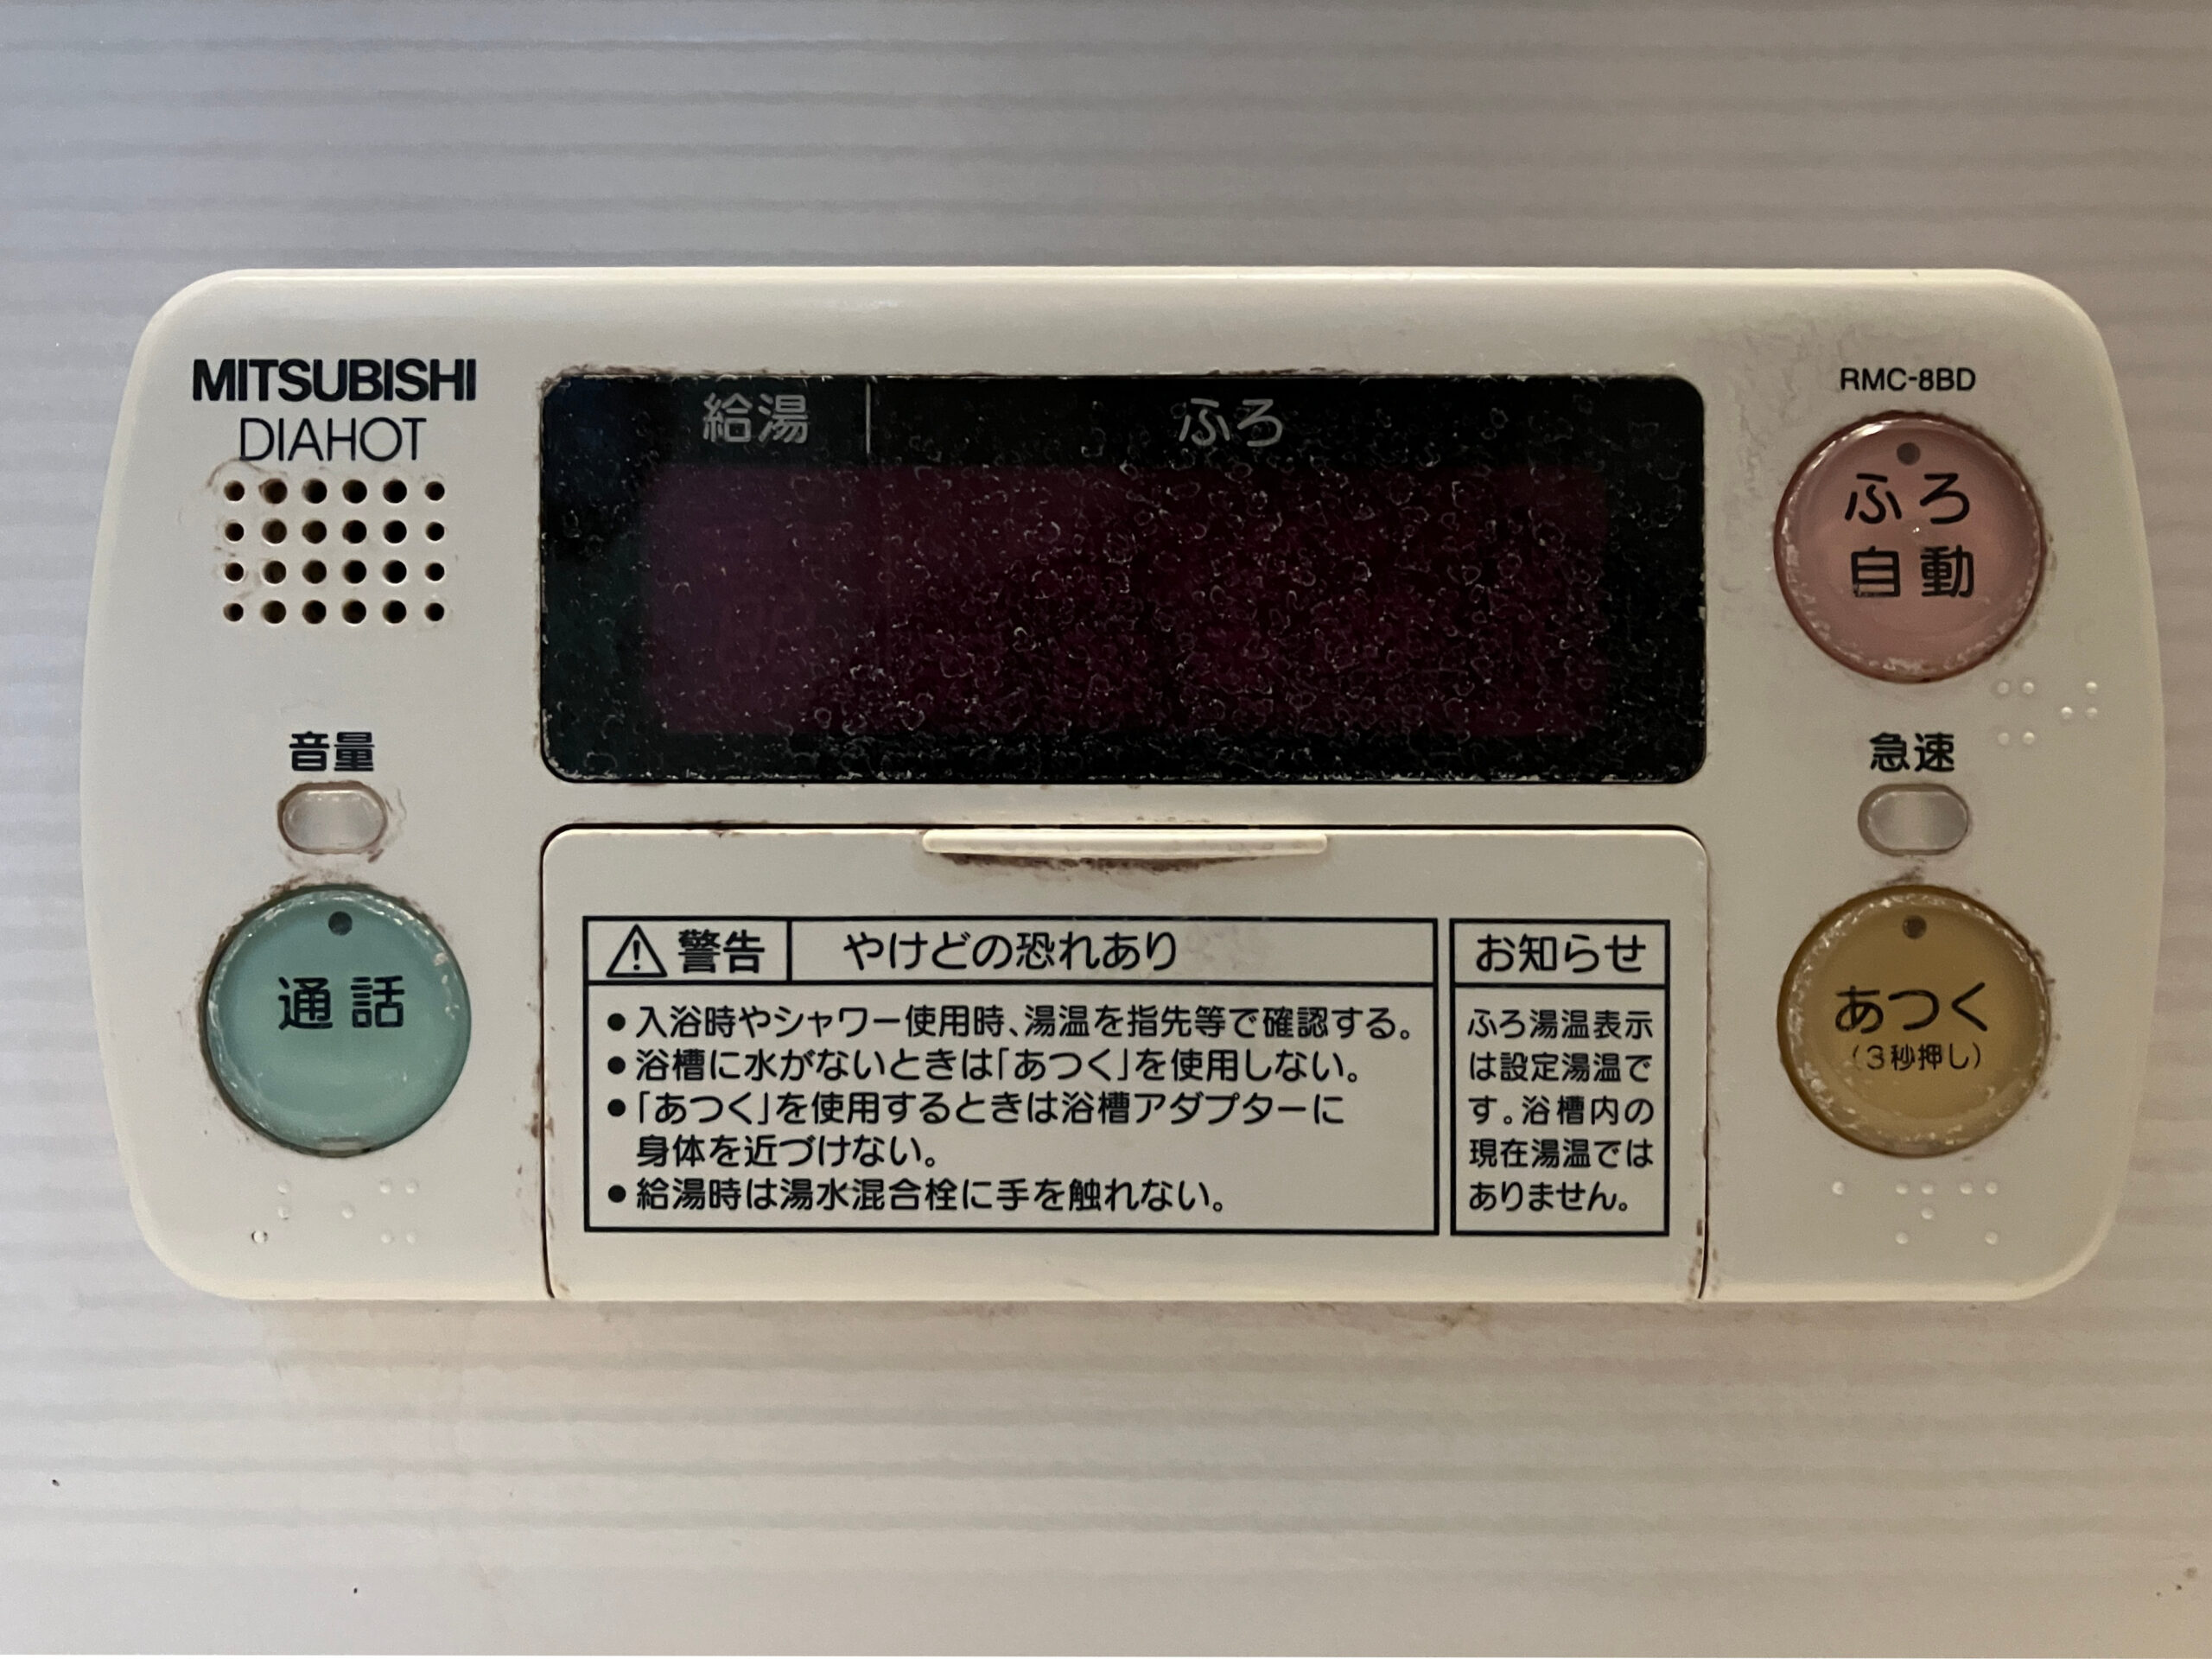 MITSUBISHI
DIAHOT
給湯
ふろ
RMC-8BD
ふろ
自動
音量
急速
通話
あつく
(3秒押し)
⚠警告 やけどの恐れあり
●入浴時やシャワー使用時、湯温を指先等で確認する。
●浴槽に水がないときは「あつく」を使用しない。
●「あつく」を使用するときは浴槽アダプターに
身体を近づけない。
●給湯時は湯水混合栓に手を触れない。
お知らせ
ふろ湯温表示
は設定湯温で
す。浴槽内の
現在湯温では
ありません。